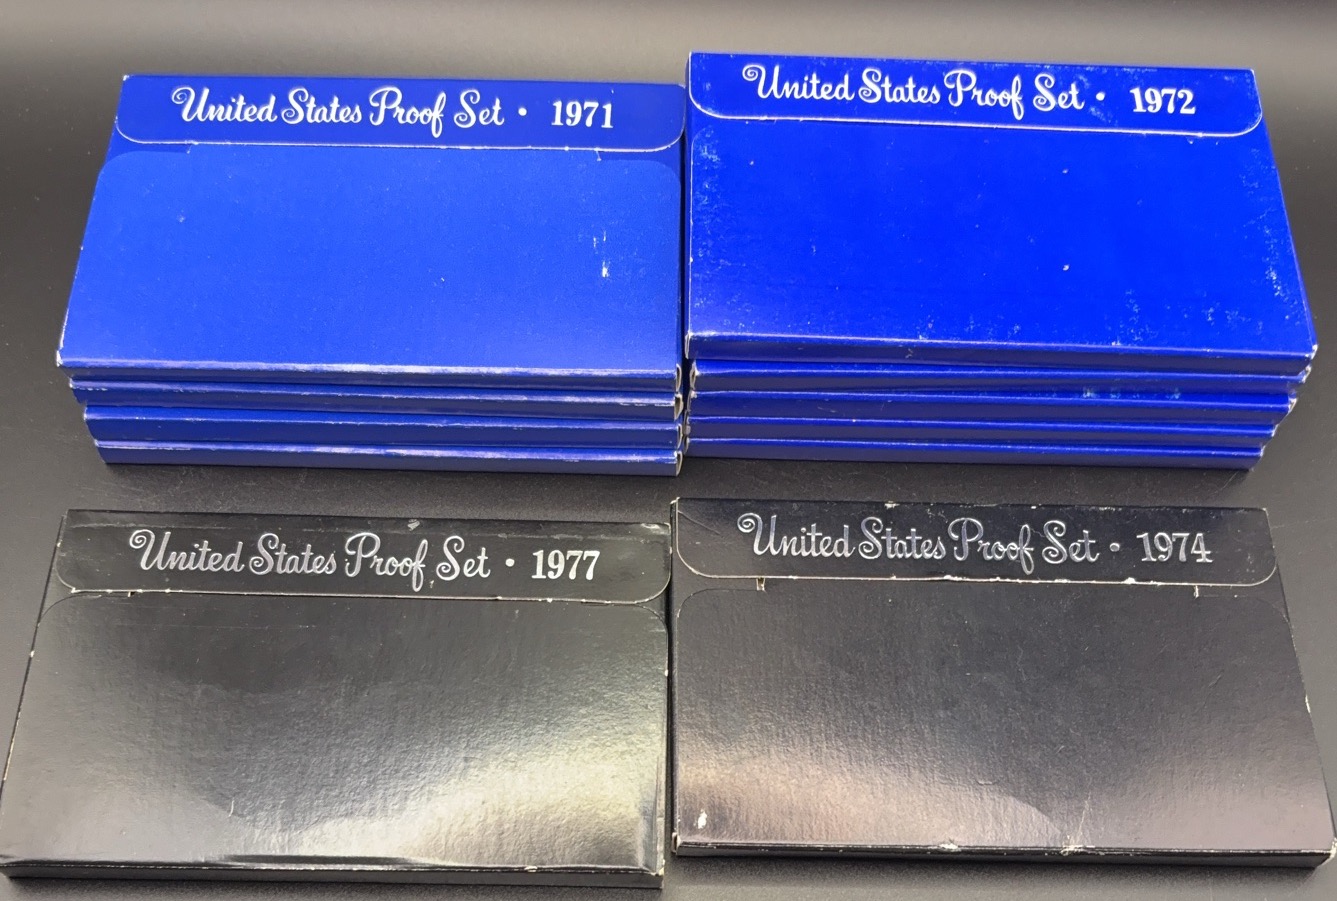 United States Proof Set • 1971
United States Proof Set • 1972
United States Proof Set • 1977
United States Proof Set • 1974